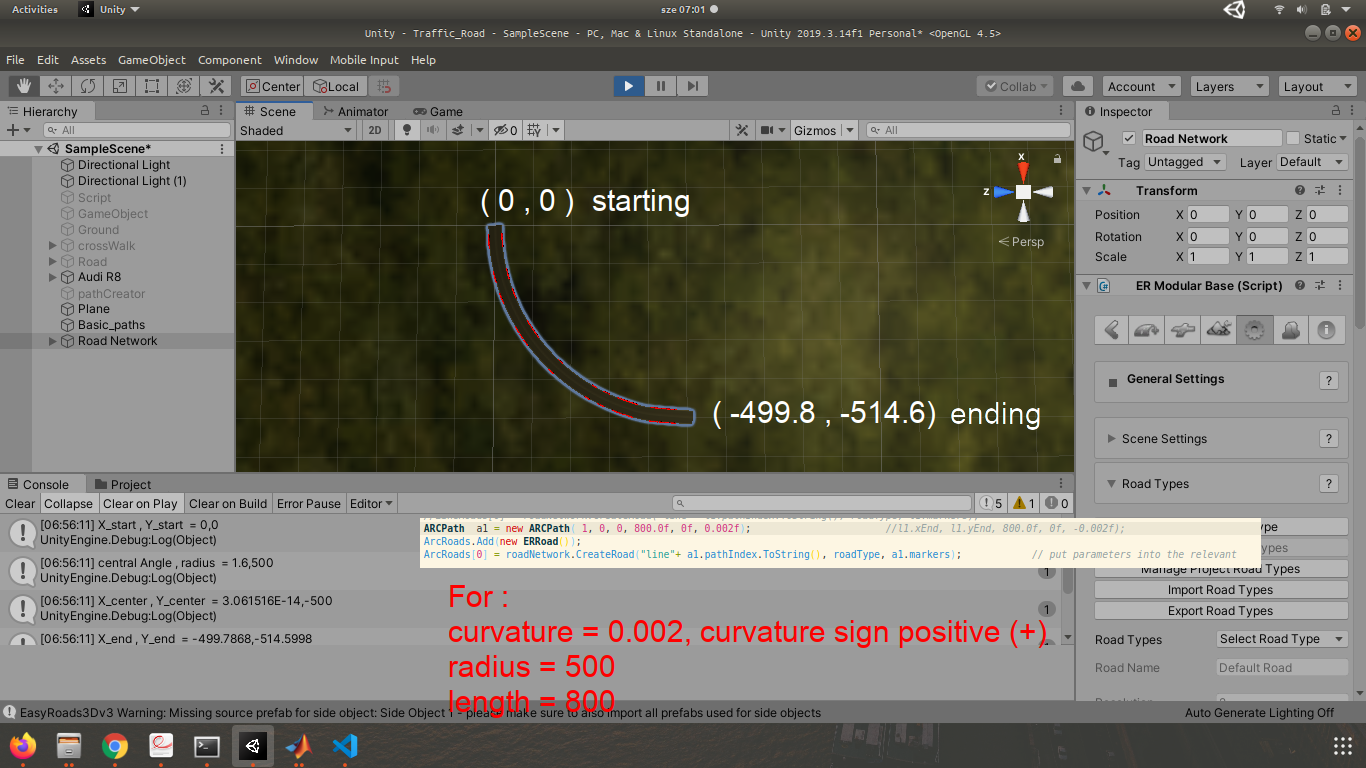 Activities
Unity
sze 07:01
Unity - Traffic_Road - SampleScene - PC, Mac & Linux Standalone - Unity 2019.3.14f1 Personal* <OpenGL 4.5>
File Edit Assets GameObject Component Window Mobile Input Help
Center Local Collab Account Layers Layout
Hierarchy
All
SampleScene*
Directional Light
Directional Light (1)
Script
GameObject
Ground
crossWalk
Road
Audi R8
pathCreator
Plane
Basic_paths
Road Network
Scene Animator Game
Shaded 2D 0 Gizmos All
x
z
Persp
( 0 , 0 ) starting
( -499.8 , -514.6) ending
Inspector
Road Network Static
Tag Untagged Layer Default
Transform
Position X 0 Y 0 Z 0
Rotation X 0 Y 0 Z 0
Scale X 1 Y 1 Z 1
ER Modular Base (Script)
General Settings ?
Scene Settings ?
Road Types ?
Manage Project Road Types
Import Road Types
Export Road Types
Road Types Select Road Type
Road Name Default Road
Console Project
Clear Collapse Clear on Play Clear on Build Error Pause Editor 5 1 0
[06:56:11] X_start , Y_start = 0,0
UnityEngine.Debug:Log(Object)
[06:56:11] central Angle , radius = 1.6,500
UnityEngine.Debug:Log(Object)
1
[06:56:11] X_center , Y_center = 3.061516E-14,-500
UnityEngine.Debug:Log(Object)
1
[06:56:11] X_end , Y_end = -499.7868,-514.5998
ARCPath a1 = new ARCPath( 1, 0, 0, 800.0f, 0f, 0.002f); //l1.xEnd, l1.yEnd, 800.0f, 0f, -0.002f);
ArcRoads.Add(new ERRoad());
ArcRoads[0] = roadNetwork.CreateRoad("line"+ a1.pathIndex.ToString(), roadType, a1.markers); // put parameters into the relevant
For :
curvature = 0.002, curvature sign positive (+)
radius = 500
length = 800
EasyRoads3Dv3 Warning: Missing source prefab for side object: Side Object 1 - please make sure to also import all prefabs used for side objects
Auto Generate Lighting Off